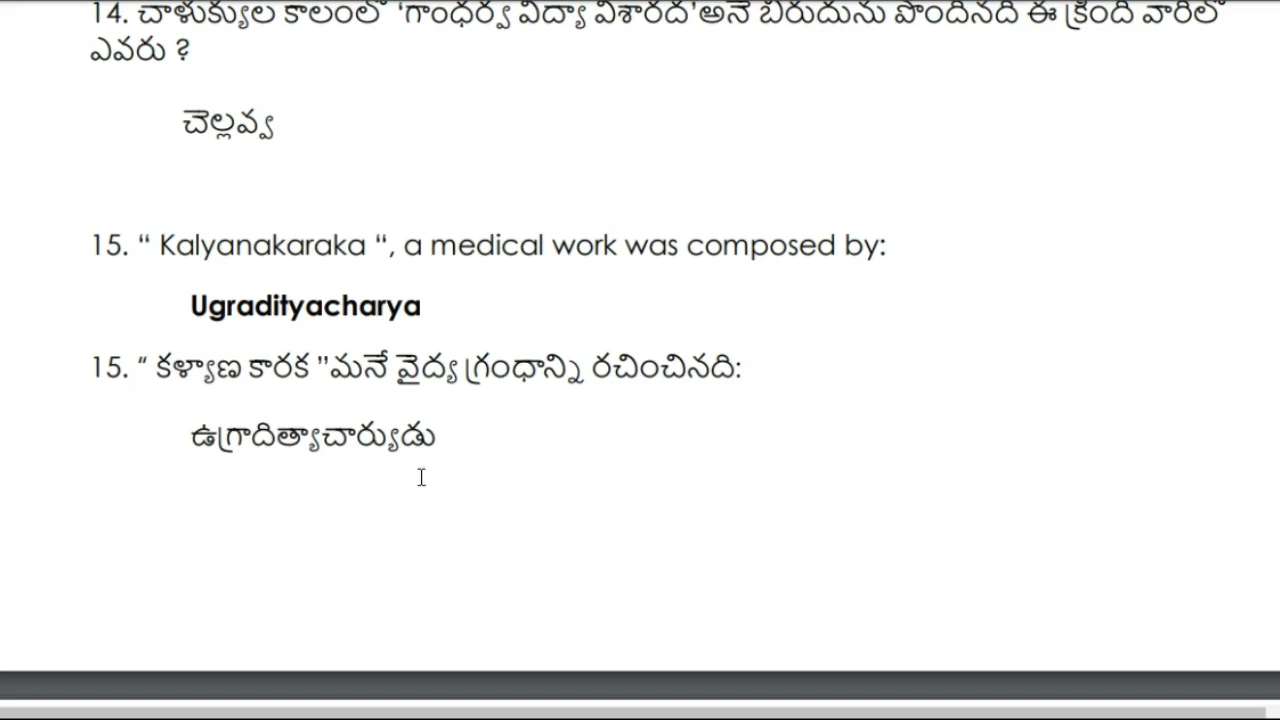 14. చాళుక్యుల కాలంలో ‘గాంధర్వ విద్యా విశారద’అనే బిరుదును పొందినది ఈ క్రింది వారిలో
ఎవరు ?
చెల్లవ్వ
15. “ Kalyanakaraka “, a medical work was composed by:
Ugradityacharya
15. “ కళ్యాణ కారక ”మనే వైద్య గ్రంధాన్ని రచించినది:
ఉగ్రాదిత్యాచార్యుడు